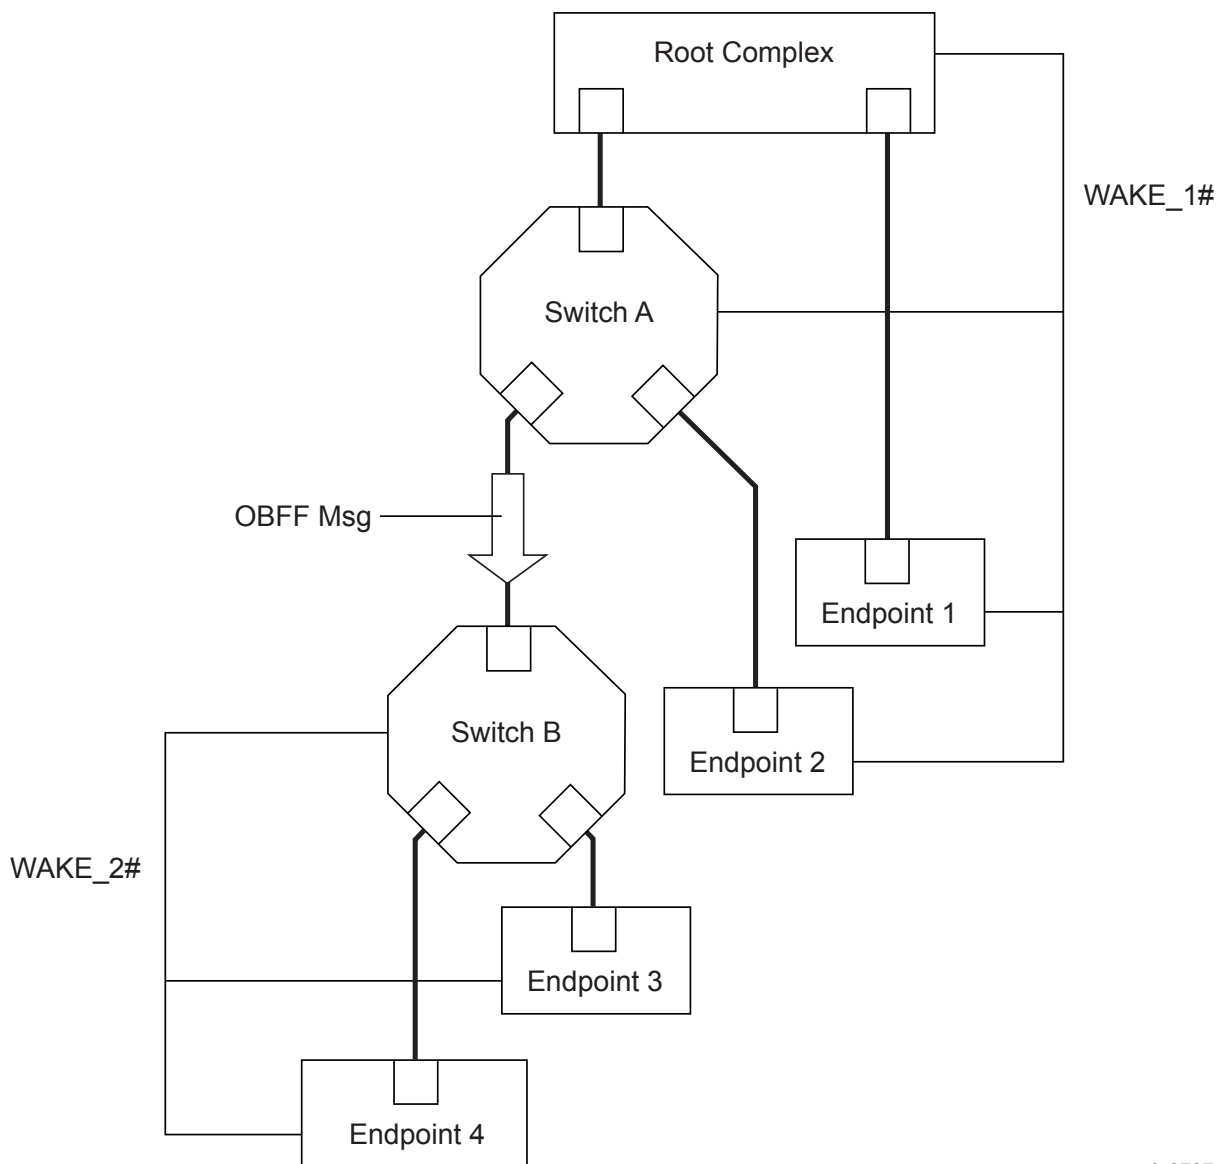 Root Complex
WAKE_1#
Switch A
OBFF Msg
Endpoint 1
Switch B
Endpoint 2
WAKE_2#
Endpoint 3
Endpoint 4